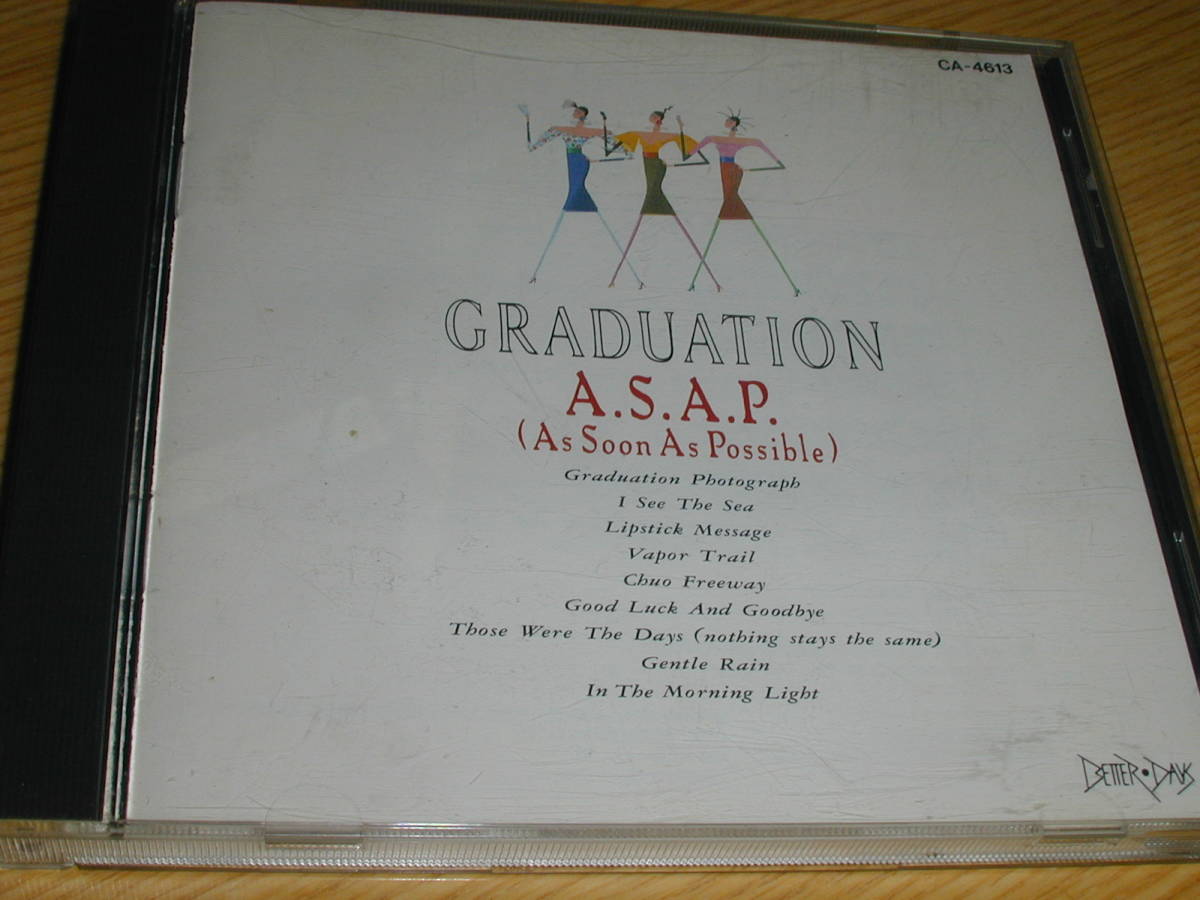 CA-4613
GRADUATION
A.S.A.P.
(As Soon As Possible)
Graduation Photograph
I See The Sea
Lipstick Message
Vapor Trail
Chuo Freeway
Good Luck And Goodbye
Those Were The Days (nothing stays the same)
Gentle Rain
In The Morning Light
BETTER•DAYS